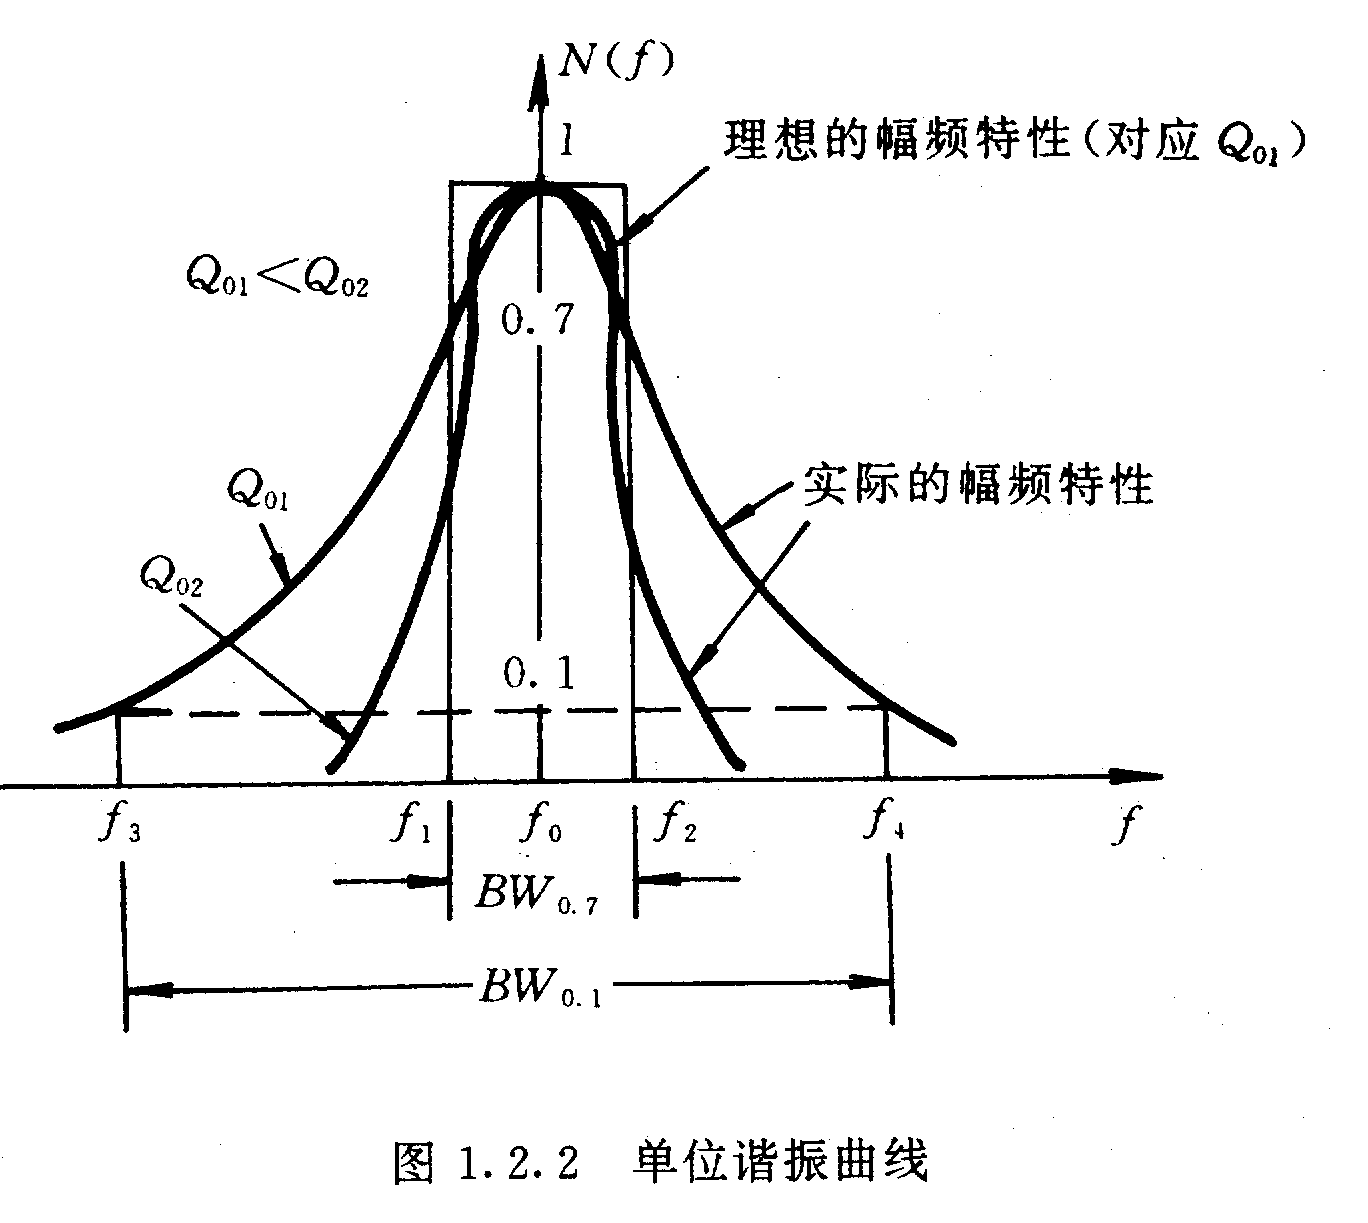 N(f)
1
理想的幅频特性(对应 Q₀₁)
Q₀₁<Q₀₂
0.7
Q₀₁
实际的幅频特性
Q₀₂
0.1
f₃ f₁ f₀ f₂ f₄ f
BW₀.₇
BW₀.₁
图 1.2.2 单位谐振曲线